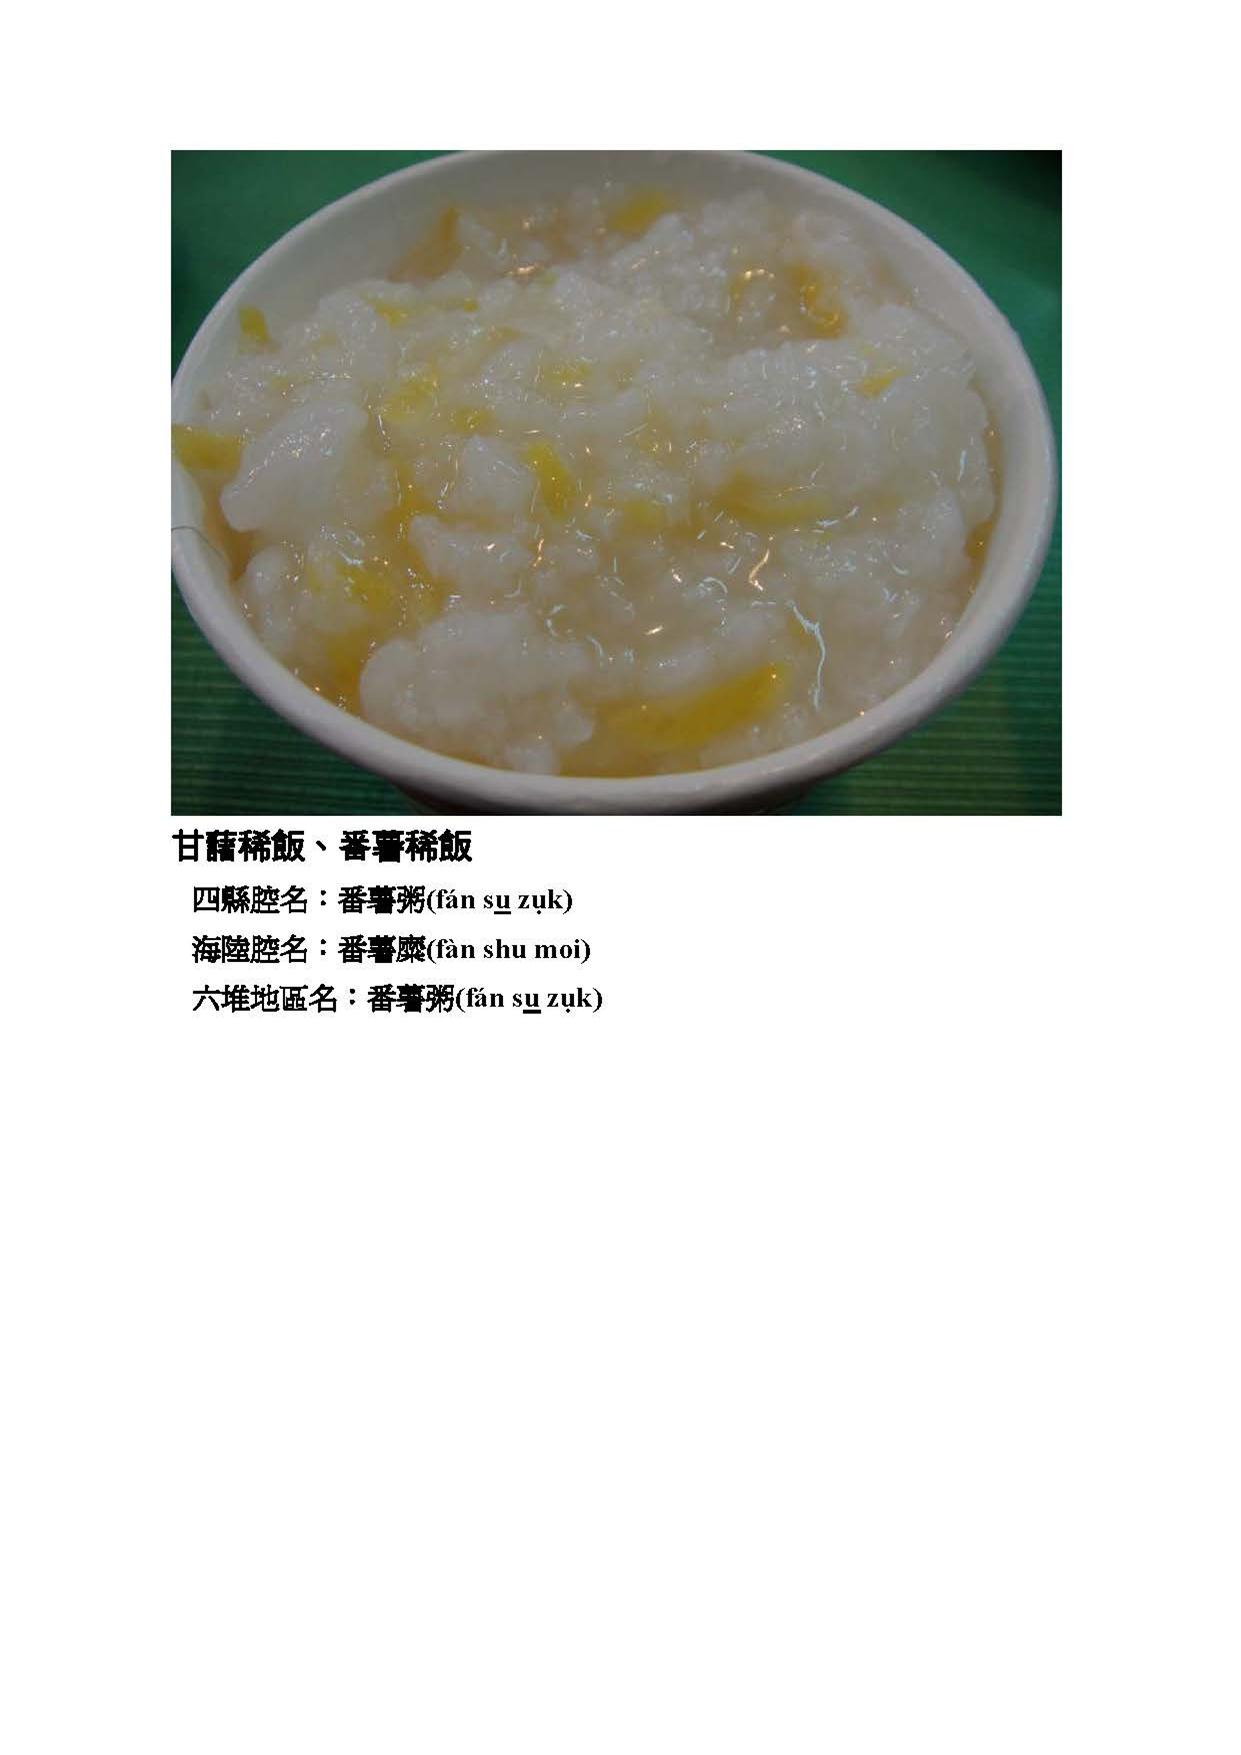 甘藷稀飯、番薯稀飯
四縣腔名：番薯粥(fán su̲ zụk)
海陸腔名：番薯糜(fàn shu moi)
六堆地區名：番薯粥(fán su̲ zụk)